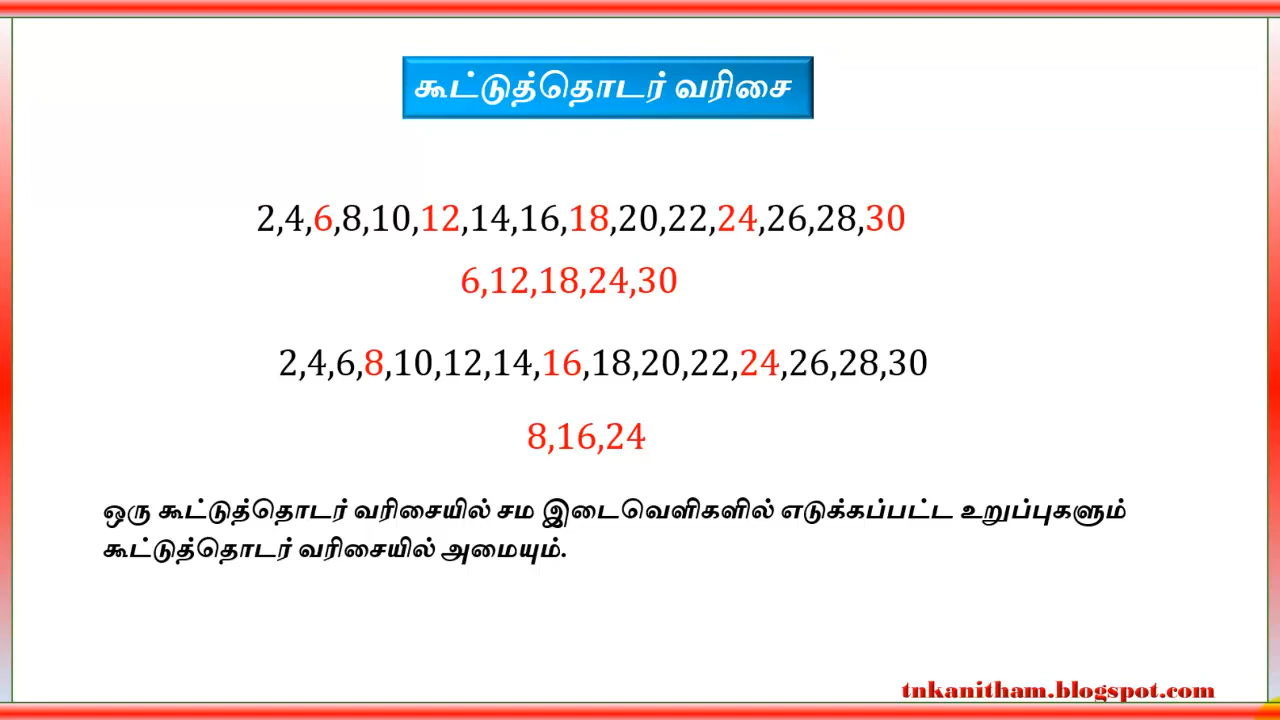 கூட்டுத்தொடர் வரிசை
2,4,6,8,10,12,14,16,18,20,22,24,26,28,30
6,12,18,24,30
2,4,6,8,10,12,14,16,18,20,22,24,26,28,30
8,16,24
ஒரு கூட்டுத்தொடர் வரிசையில் சம இடைவெளிகளில் எடுக்கப்பட்ட உறுப்புகளும்
கூட்டுத்தொடர் வரிசையில் அமையும்.
tnkanitham.blogspot.com